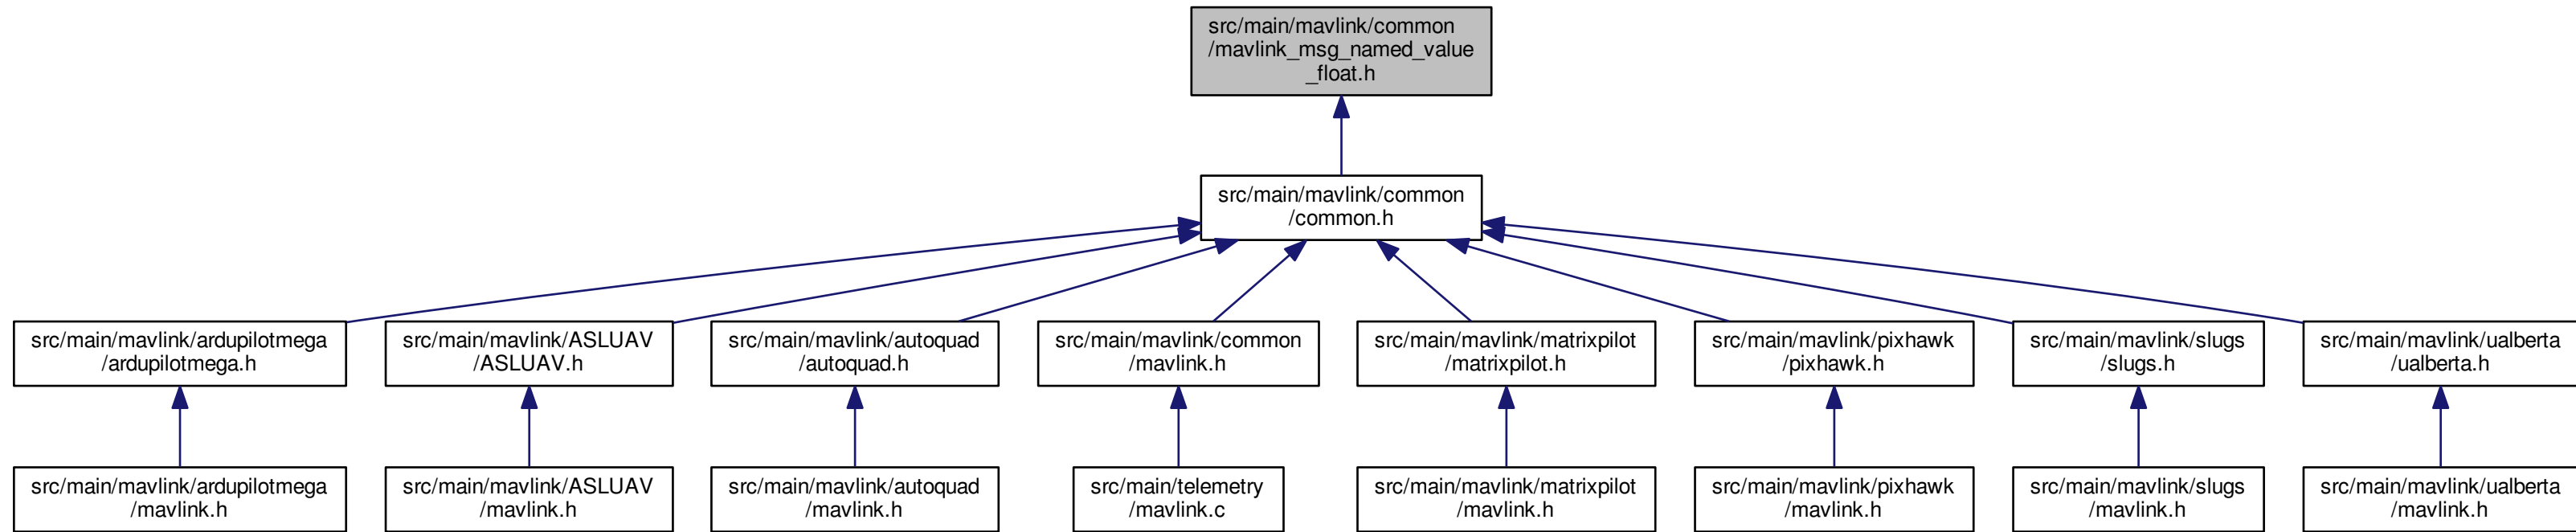 src/main/mavlink/common
/mavlink_msg_named_value
_float.h
src/main/mavlink/common
/common.h
src/main/mavlink/ardupilotmega
/ardupilotmega.h
src/main/mavlink/ASLUAV
/ASLUAV.h
src/main/mavlink/autoquad
/autoquad.h
src/main/mavlink/common
/mavlink.h
src/main/mavlink/matrixpilot
/matrixpilot.h
src/main/mavlink/pixhawk
/pixhawk.h
src/main/mavlink/slugs
/slugs.h
src/main/mavlink/ualberta
/ualberta.h
src/main/mavlink/ardupilotmega
/mavlink.h
src/main/mavlink/ASLUAV
/mavlink.h
src/main/mavlink/autoquad
/mavlink.h
src/main/telemetry
/mavlink.c
src/main/mavlink/matrixpilot
/mavlink.h
src/main/mavlink/pixhawk
/mavlink.h
src/main/mavlink/slugs
/mavlink.h
src/main/mavlink/ualberta
/mavlink.h